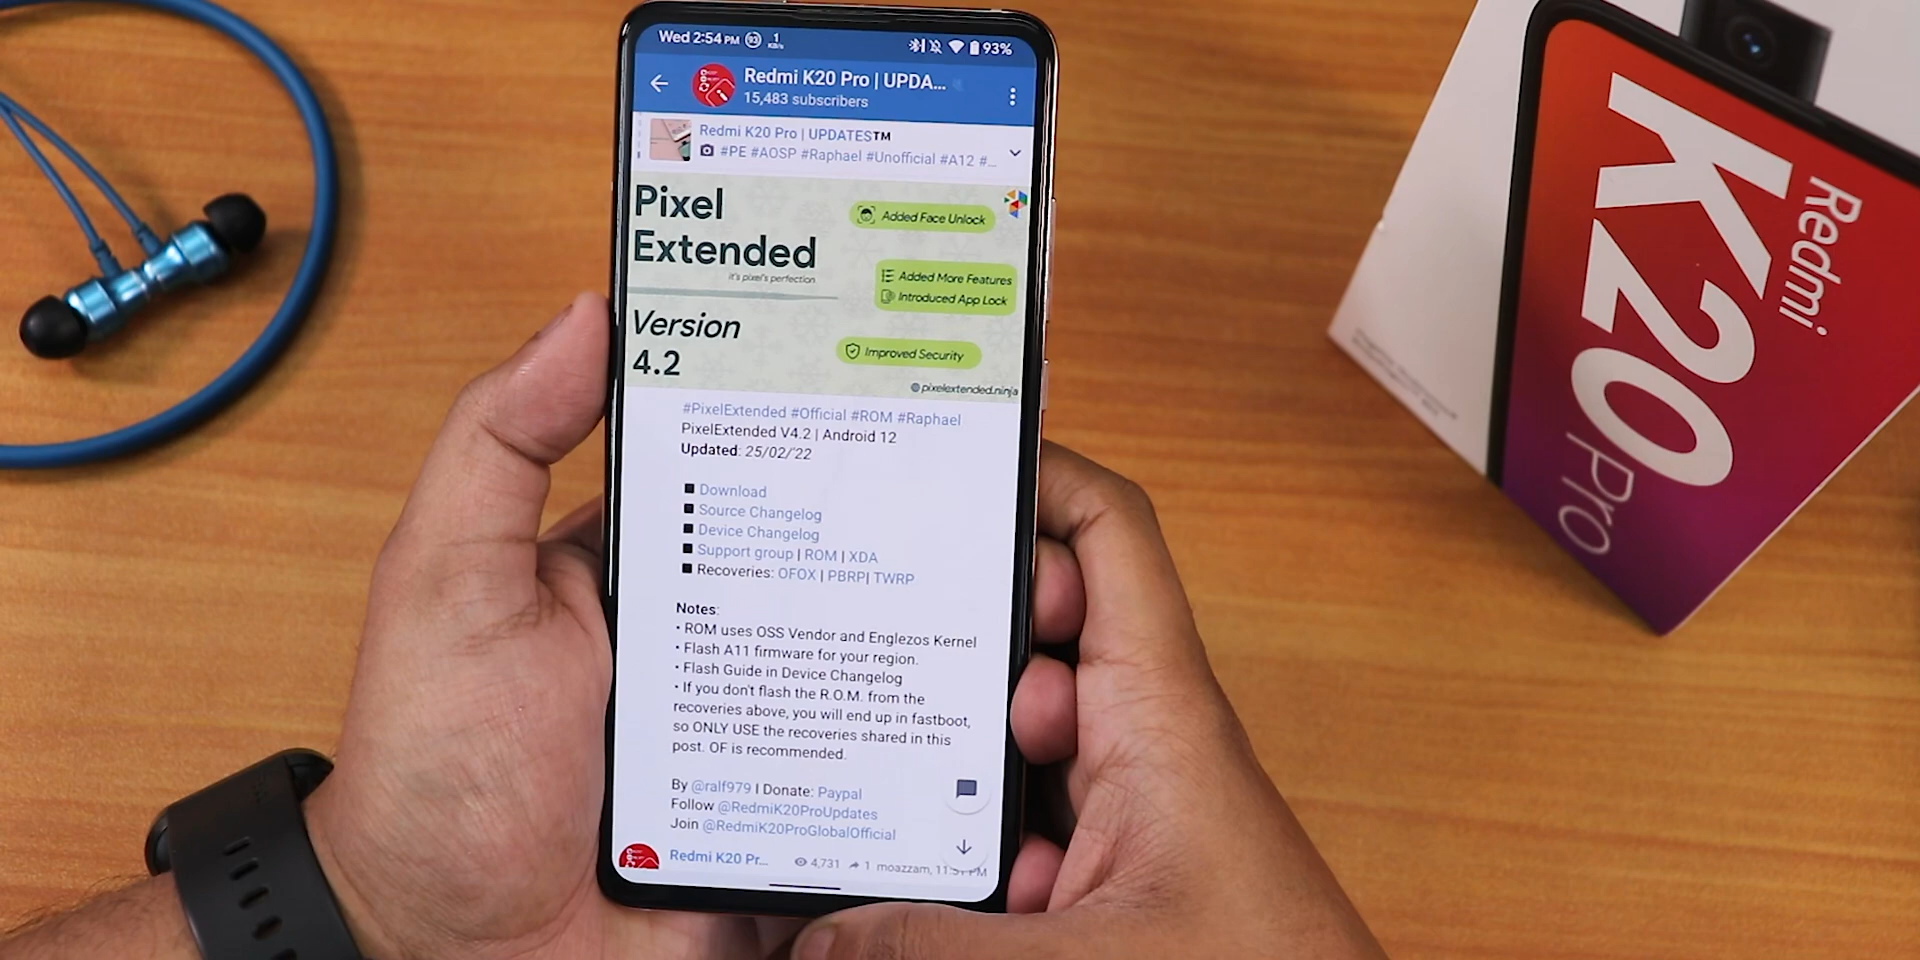 Wed 2:54 PM 93 1 KB/s 93%
Redmi K20 Pro | UPDA...
15,483 subscribers
Redmi K20 Pro | UPDATES™
#PE #AOSP #Raphael #Unofficial #A12 #...
Pixel
Extended
it's pixel's perfection
Added Face Unlock
Added More Features
Introduced App Lock
Version
4.2
Improved Security
@pixelextended.ninja
#PixelExtended #Official #ROM #Raphael
PixelExtended V4.2 | Android 12
Updated: 25/02/'22
Download
Source Changelog
Device Changelog
Support group | ROM | XDA
Recoveries: OFOX | PBRP| TWRP
Notes:
• ROM uses OSS Vendor and Englezos Kernel
• Flash A11 firmware for your region.
• Flash Guide in Device Changelog
• If you don't flash the R.O.M. from the
recoveries above, you will end up in fastboot,
so ONLY USE the recoveries shared in this
post. OF is recommended.
By @ralf979 | Donate: Paypal
Follow @RedmiK20ProUpdates
Join @RedmiK20ProGlobalOfficial
Redmi K20 Pr... 4,731 1 moazzam, 11:51 PM
Redmi
K20 Pro